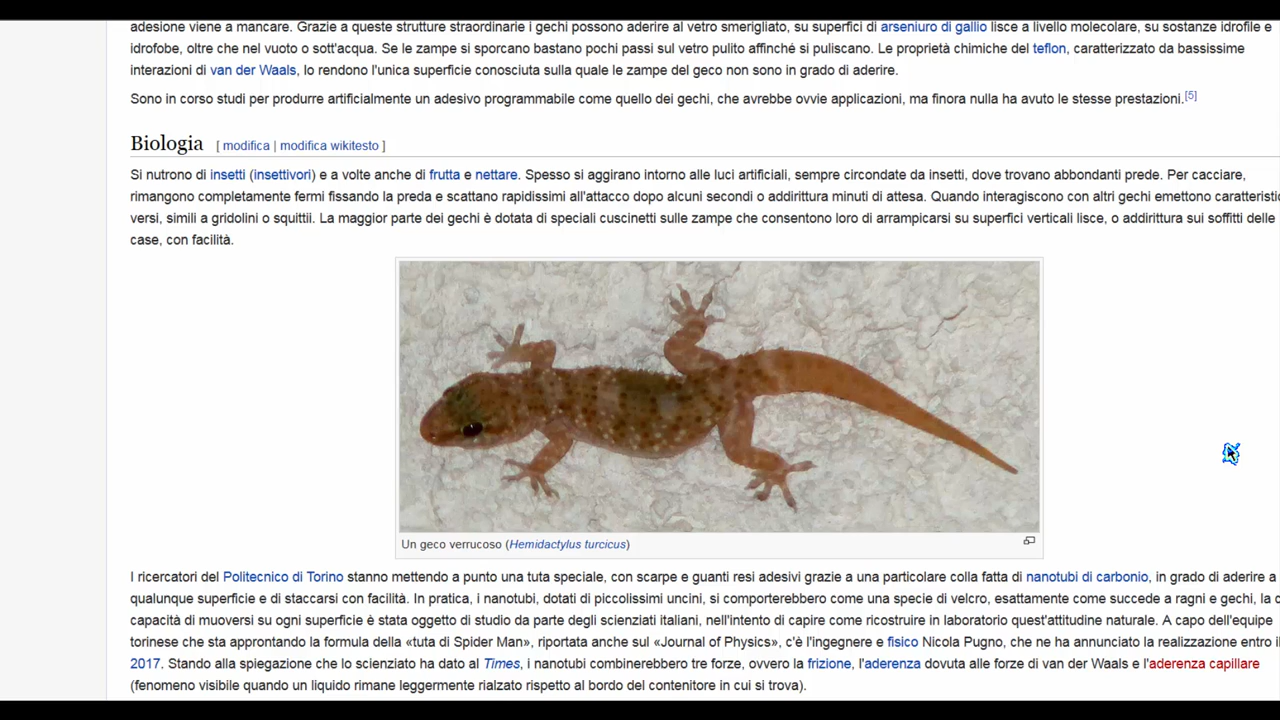 adesione viene a mancare. Grazie a queste strutture straordinarie i gechi possono aderire al vetro smerigliato, su superfici di arseniuro di gallio lisce a livello molecolare, su sostanze idrofile e
idrofobe, oltre che nel vuoto o sott'acqua. Se le zampe si sporcano bastano pochi passi sul vetro pulito affinché si puliscano. Le proprietà chimiche del teflon, caratterizzato da bassissime
interazioni di van der Waals, lo rendono l'unica superficie conosciuta sulla quale le zampe del geco non sono in grado di aderire.
Sono in corso studi per produrre artificialmente un adesivo programmabile come quello dei gechi, che avrebbe ovvie applicazioni, ma finora nulla ha avuto le stesse prestazioni.[5]
Biologia [ modifica | modifica wikitesto ]
Si nutrono di insetti (insettivori) e a volte anche di frutta e nettare. Spesso si aggirano intorno alle luci artificiali, sempre circondate da insetti, dove trovano abbondanti prede. Per cacciare,
rimangono completamente fermi fissando la preda e scattano rapidissimi all'attacco dopo alcuni secondi o addirittura minuti di attesa. Quando interagiscono con altri gechi emettono caratteristic
versi, simili a gridolini o squittii. La maggior parte dei gechi è dotata di speciali cuscinetti sulle zampe che consentono loro di arrampicarsi su superfici verticali lisce, o addirittura sui soffitti delle
case, con facilità.
Un geco verrucoso (Hemidactylus turcicus)
I ricercatori del Politecnico di Torino stanno mettendo a punto una tuta speciale, con scarpe e guanti resi adesivi grazie a una particolare colla fatta di nanotubi di carbonio, in grado di aderire a
qualunque superficie e di staccarsi con facilità. In pratica, i nanotubi, dotati di piccolissimi uncini, si comporterebbero come una specie di velcro, esattamente come succede a ragni e gechi, la c
capacità di muoversi su ogni superficie è stata oggetto di studio da parte degli scienziati italiani, nell'intento di capire come ricostruire in laboratorio quest'attitudine naturale. A capo dell'equipe
torinese che sta approntando la formula della «tuta di Spider Man», riportata anche sul «Journal of Physics», c'è l'ingegnere e fisico Nicola Pugno, che ne ha annunciato la realizzazione entro i
2017. Stando alla spiegazione che lo scienziato ha dato al Times, i nanotubi combinerebbero tre forze, ovvero la frizione, l'aderenza dovuta alle forze di van der Waals e l'aderenza capillare
(fenomeno visibile quando un liquido rimane leggermente rialzato rispetto al bordo del contenitore in cui si trova).